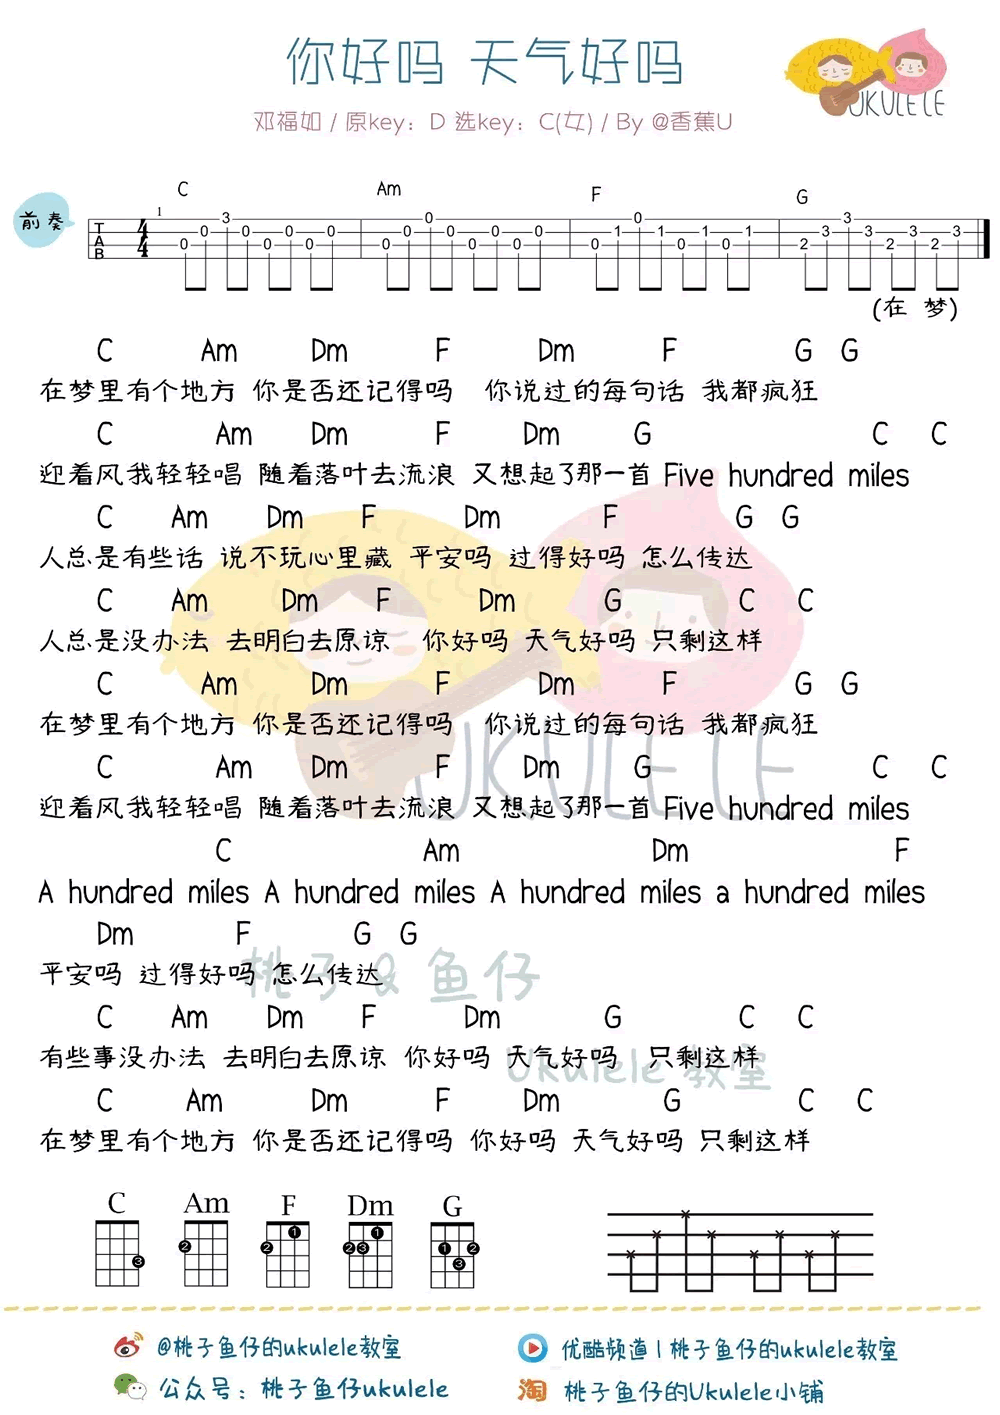 你好吗 天气好吗
UKULELE
邓福如 / 原key：D 选key：C(女) / By @香蕉U
前奏
C Am F G
1
T A B 4 4
0 0 3 0 0 0 0 0 0 0 0 0 0 0 0 0 0 1 0 1 0 1 0 1 2 3 3 3 2 3 2 3
(在 梦)
C Am Dm F Dm F G G
在梦里有个地方 你是否还记得吗 你说过的每句话 我都疯狂
C Am Dm F Dm G C C
迎着风我轻轻唱 随着落叶去流浪 又想起了那一首 Five hundred miles
C Am Dm F Dm F G G
人总是有些话 说不玩心里藏 平安吗 过得好吗 怎么传达
C Am Dm F Dm G C C
人总是没办法 去明白去原谅 你好吗 天气好吗 只剩这样
C Am Dm F Dm F G G
在梦里有个地方 你是否还记得吗 你说过的每句话 我都疯狂
UKULELE
C Am Dm F Dm G C C
迎着风我轻轻唱 随着落叶去流浪 又想起了那一首 Five hundred miles
C Am Dm F
A hundred miles A hundred miles A hundred miles a hundred miles
Dm F G G
平安吗 过得好吗 怎么传达
桃子 & 鱼仔
C Am Dm F Dm G C C
有些事没办法 去明白去原谅 你好吗 天气好吗 只剩这样
Ukulele 教室
C Am Dm F Dm G C C
在梦里有个地方 你是否还记得吗 你好吗 天气好吗 只剩这样
C Am F Dm G
3 2 2 1 2 3 1 1 3 2
@桃子鱼仔的ukulele教室
优酷频道 | 桃子鱼仔的ukulele教室
公众号：桃子鱼仔ukulele
淘 桃子鱼仔的Ukulele小铺